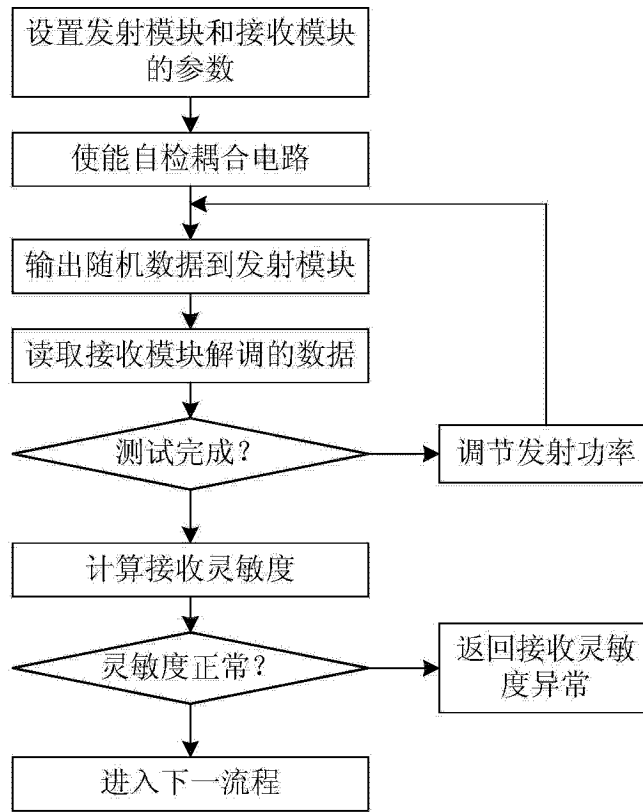 设置发射模块和接收模块
的参数
使能自检耦合电路
输出随机数据到发射模块
读取接收模块解调的数据
测试完成?
调节发射功率
计算接收灵敏度
灵敏度正常?
返回接收灵敏
度异常
进入下一流程